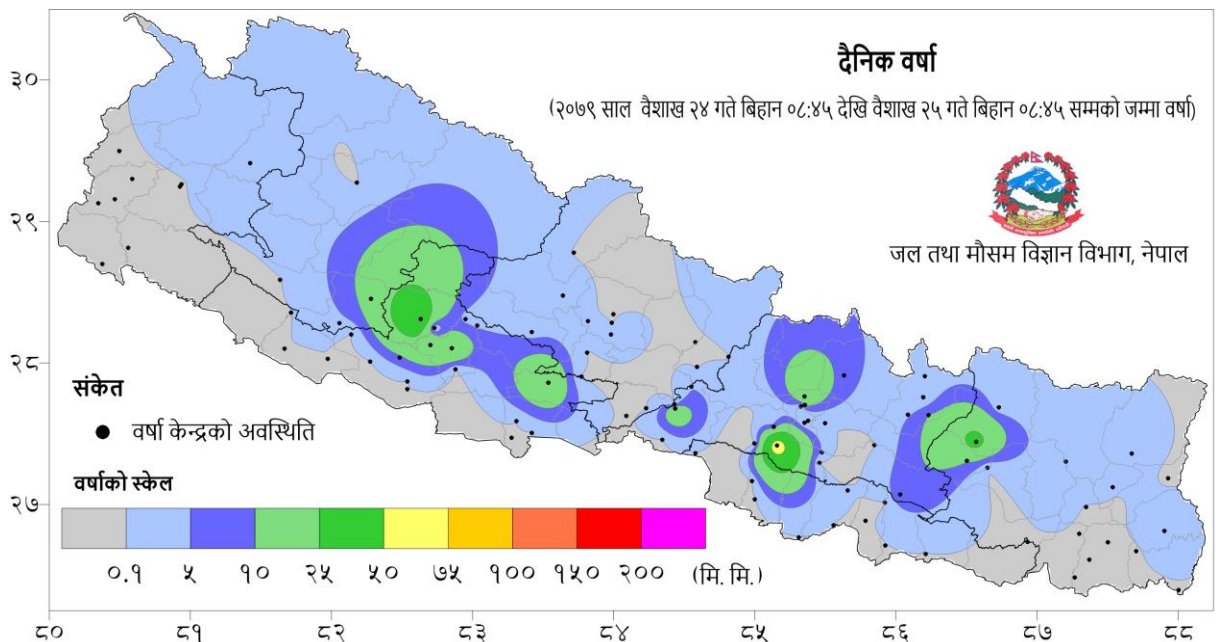 दैनिक वर्षा
(२०७९ साल वैशाख २४ गते बिहान ०८:४५ देखि वैशाख २५ गते बिहान ०८:४५ सम्मको जम्मा वर्षा)
जल तथा मौसम विज्ञान विभाग, नेपाल
३०
२९
२८
२७
संकेत
वर्षा केन्द्रको अवस्थिति
वर्षाको स्केल
०.१ ५ १० २५ ५० ७५ १०० १५० २०० (मि. मि.)
८० ८१ ८२ ८३ ८४ ८५ ८६ ८७ ८८